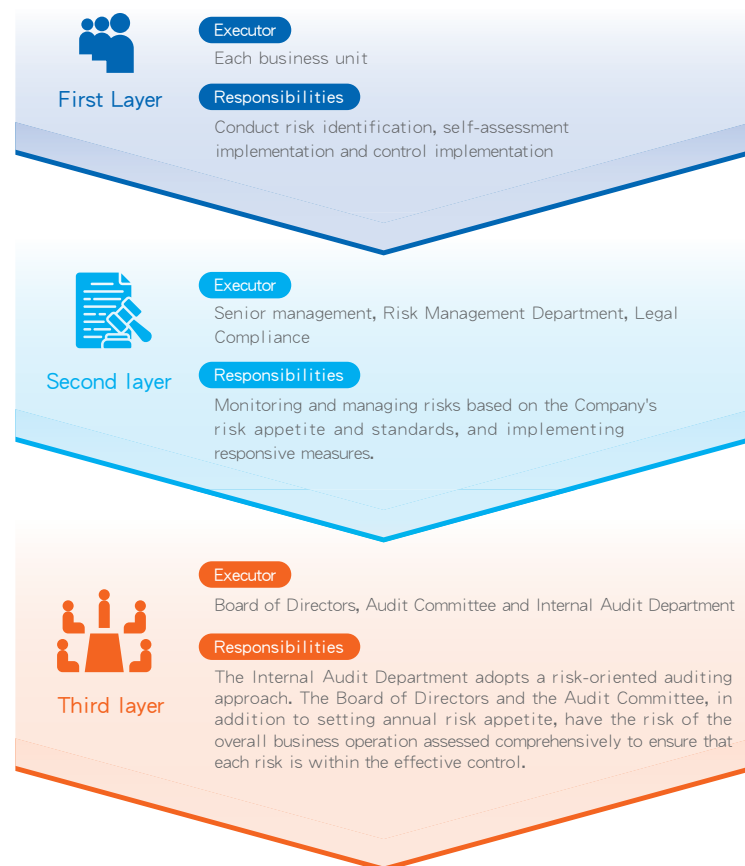 First Layer
Executor
Each business unit
Responsibilities
Conduct risk identification, self-assessment
implementation and control implementation
Second layer
Executor
Senior management, Risk Management Department, Legal
Compliance
Responsibilities
Monitoring and managing risks based on the Company's
risk appetite and standards, and implementing
responsive measures.
Third layer
Executor
Board of Directors, Audit Committee and Internal Audit Department
Responsibilities
The Internal Audit Department adopts a risk-oriented auditing
approach. The Board of Directors and the Audit Committee, in
addition to setting annual risk appetite, have the risk of the
overall business operation assessed comprehensively to ensure that
each risk is within the effective control.